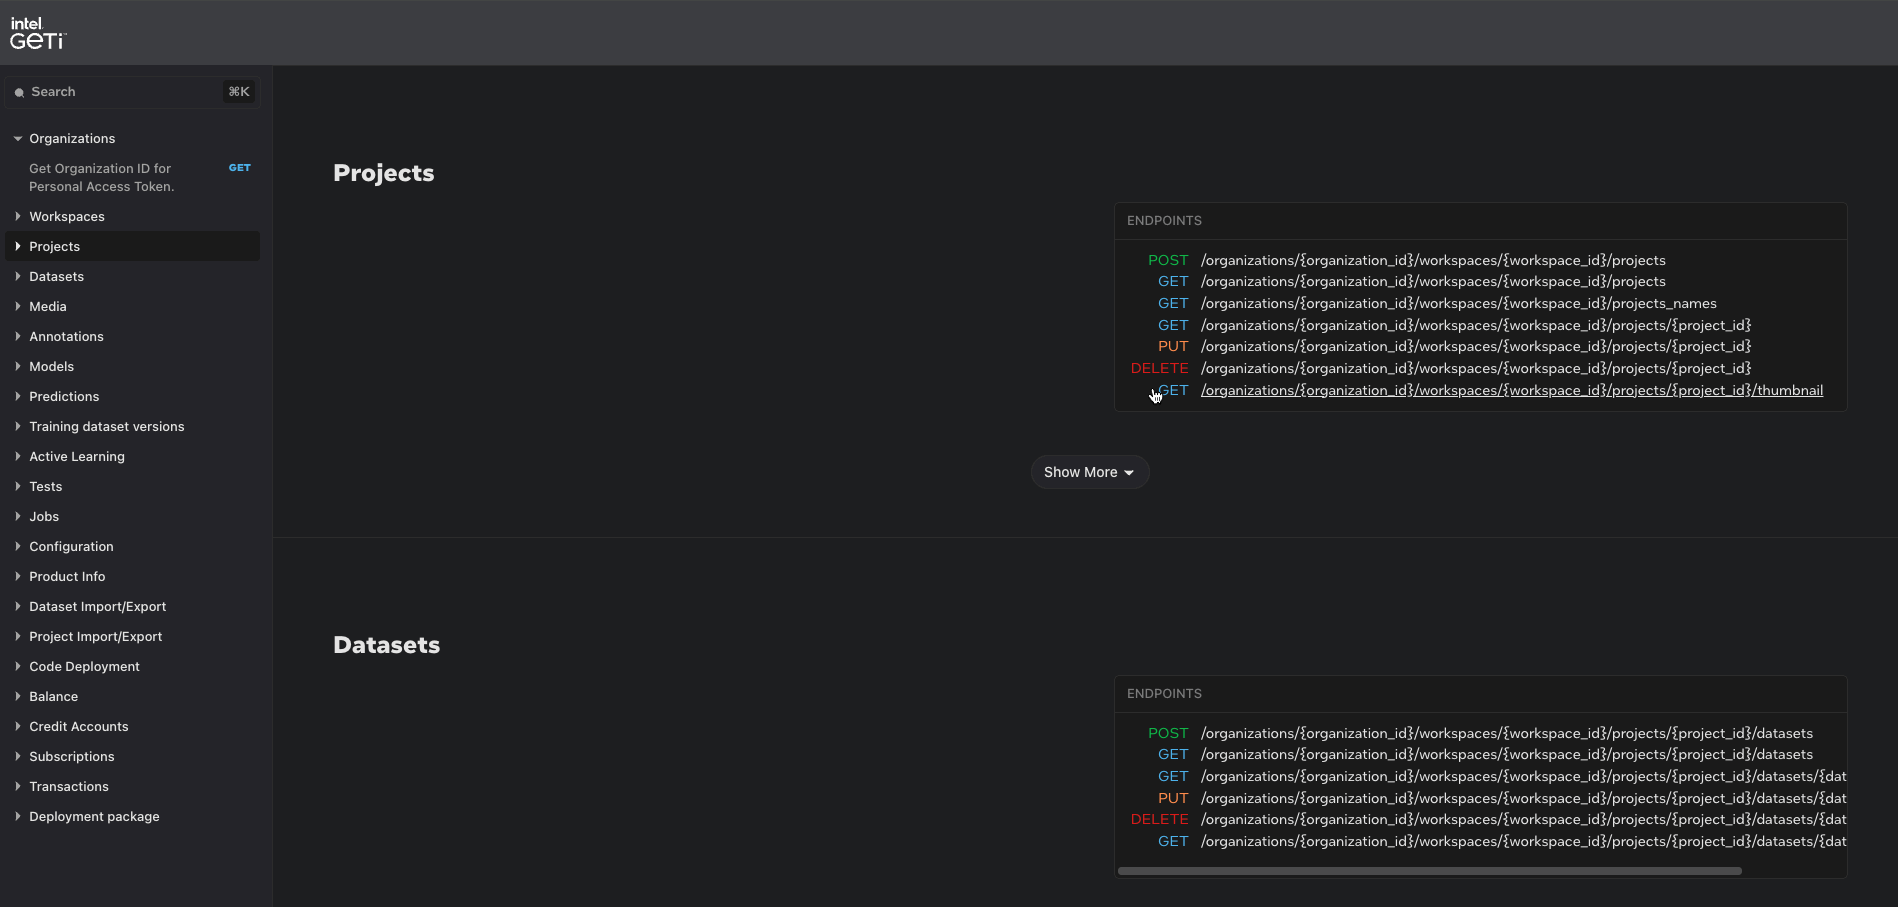 intel
GETi
Search
⌘K
Organizations
Get Organization ID for
Personal Access Token.
GET
Workspaces
Projects
Datasets
Media
Annotations
Models
Predictions
Training dataset versions
Active Learning
Tests
Jobs
Configuration
Product Info
Dataset Import/Export
Project Import/Export
Code Deployment
Balance
Credit Accounts
Subscriptions
Transactions
Deployment package
Projects
ENDPOINTS
POST /organizations/{organization_id}/workspaces/{workspace_id}/projects
GET /organizations/{organization_id}/workspaces/{workspace_id}/projects
GET /organizations/{organization_id}/workspaces/{workspace_id}/projects_names
GET /organizations/{organization_id}/workspaces/{workspace_id}/projects/{project_id}
PUT /organizations/{organization_id}/workspaces/{workspace_id}/projects/{project_id}
DELETE /organizations/{organization_id}/workspaces/{workspace_id}/projects/{project_id}
GET /organizations/{organization_id}/workspaces/{workspace_id}/projects/{project_id}/thumbnail
Show More
Datasets
ENDPOINTS
POST /organizations/{organization_id}/workspaces/{workspace_id}/projects/{project_id}/datasets
GET /organizations/{organization_id}/workspaces/{workspace_id}/projects/{project_id}/datasets
GET /organizations/{organization_id}/workspaces/{workspace_id}/projects/{project_id}/datasets/{dat
PUT /organizations/{organization_id}/workspaces/{workspace_id}/projects/{project_id}/datasets/{dat
DELETE /organizations/{organization_id}/workspaces/{workspace_id}/projects/{project_id}/datasets/{dat
GET /organizations/{organization_id}/workspaces/{workspace_id}/projects/{project_id}/datasets/{dat